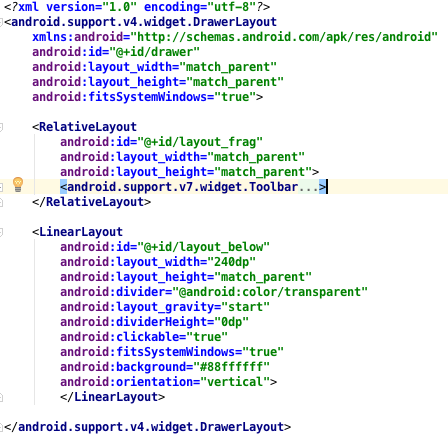 <?xml version="1.0" encoding="utf-8"?>
<android.support.v4.widget.DrawerLayout
xmlns:android="http://schemas.android.com/apk/res/android"
android:id="@+id/drawer"
android:layout_width="match_parent"
android:layout_height="match_parent"
android:fitsSystemWindows="true">
<RelativeLayout
android:id="@+id/layout_frag"
android:layout_width="match_parent"
android:layout_height="match_parent">
<android.support.v7.widget.Toolbar...>
</RelativeLayout>
<LinearLayout
android:id="@+id/layout_below"
android:layout_width="240dp"
android:layout_height="match_parent"
android:divider="@android:color/transparent"
android:layout_gravity="start"
android:dividerHeight="0dp"
android:clickable="true"
android:fitsSystemWindows="true"
android:background="#88ffffff"
android:orientation="vertical">
</LinearLayout>
</android.support.v4.widget.DrawerLayout>